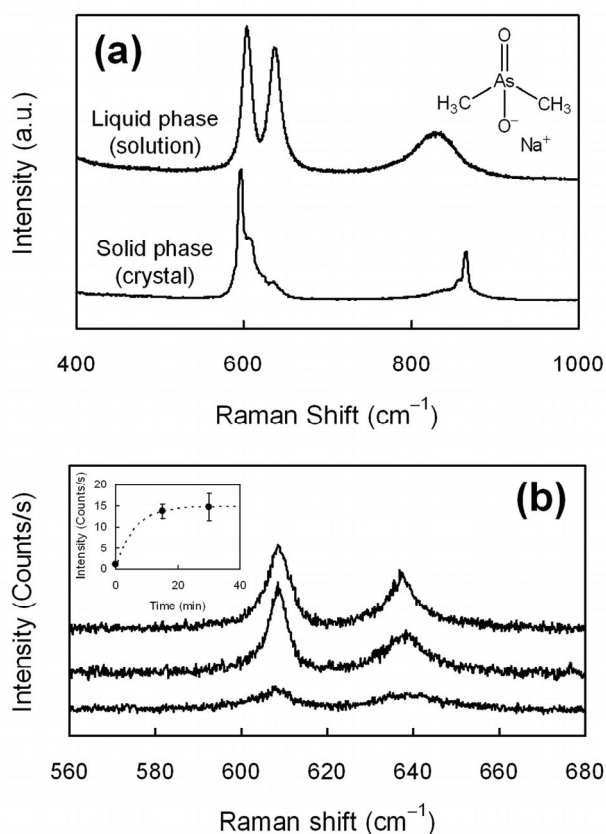 (a)
Liquid phase
(solution)
Solid phase
(crystal)
O
As
H₃C
CH₃
O⁻
Na⁺
Intensity (a.u.)
400 600 800 1000
Raman Shift (cm⁻¹)
(b)
Intensity (Counts/s)
20
15
10
5
0
0 20 40
Time (min)
Intensity (Counts/s)
560 580 600 620 640 660 680
Raman shift (cm⁻¹)